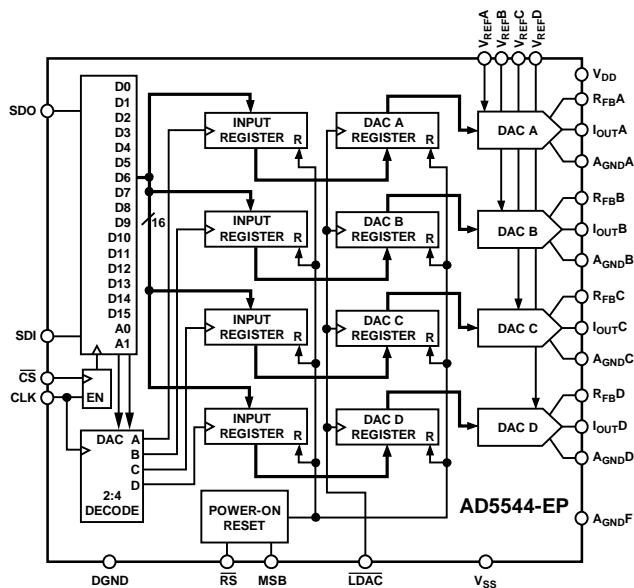 VREFA
VREFB
VREFC
VREFD
VDD
D0
D1
D2
D3
D4
D5
D6
D7
D8
D9
D10
D11
D12
D13
D14
D15
A0
A1
SDO
SDI
CS
CLK
EN
16
INPUT
REGISTER R
DAC A
REGISTER R
DAC A
RFBA
IOUTA
AGNDA
INPUT
REGISTER R
DAC B
REGISTER R
DAC B
RFBB
IOUTB
AGNDB
INPUT
REGISTER R
DAC C
REGISTER R
DAC C
RFBC
IOUTC
AGNDC
INPUT
REGISTER R
DAC D
REGISTER R
DAC D
RFBD
IOUTD
AGNDD
DAC A
B
C
D
2:4
DECODE
POWER-ON
RESET
AD5544-EP
AGNDF
DGND
RS
MSB
LDAC
VSS